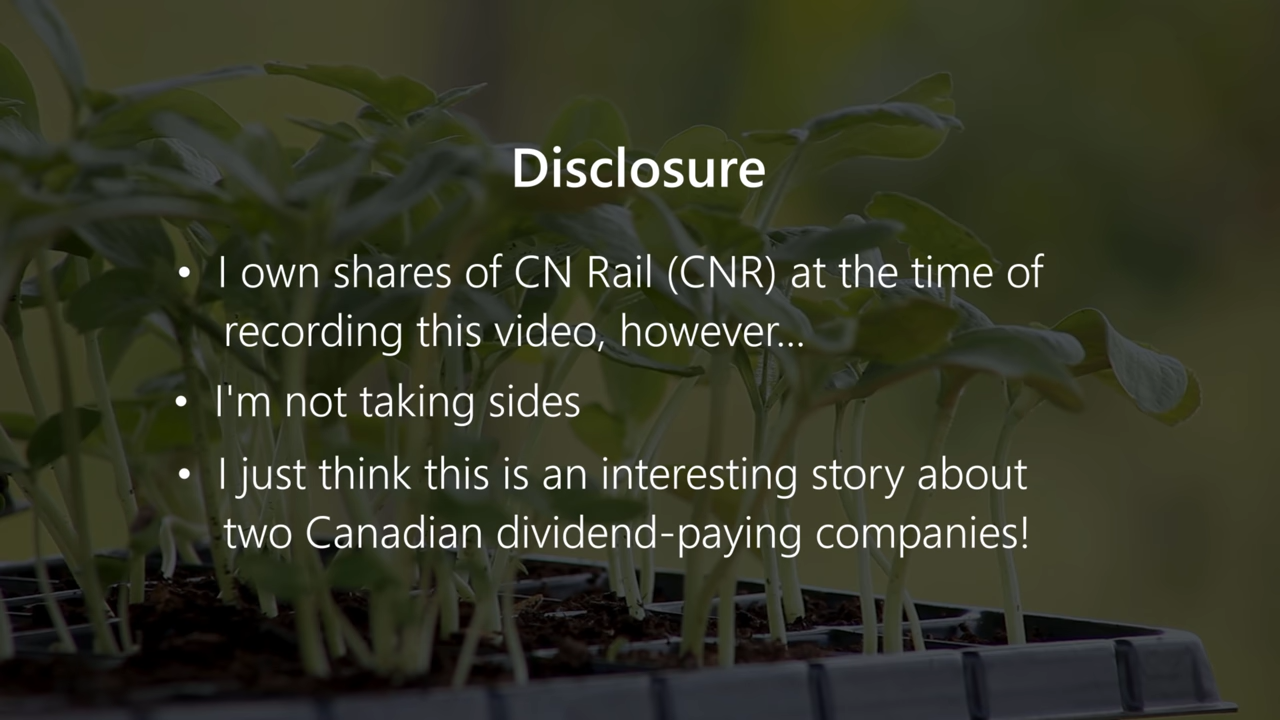 Disclosure
• I own shares of CN Rail (CNR) at the time of
recording this video, however...
• I'm not taking sides
• I just think this is an interesting story about
two Canadian dividend-paying companies!